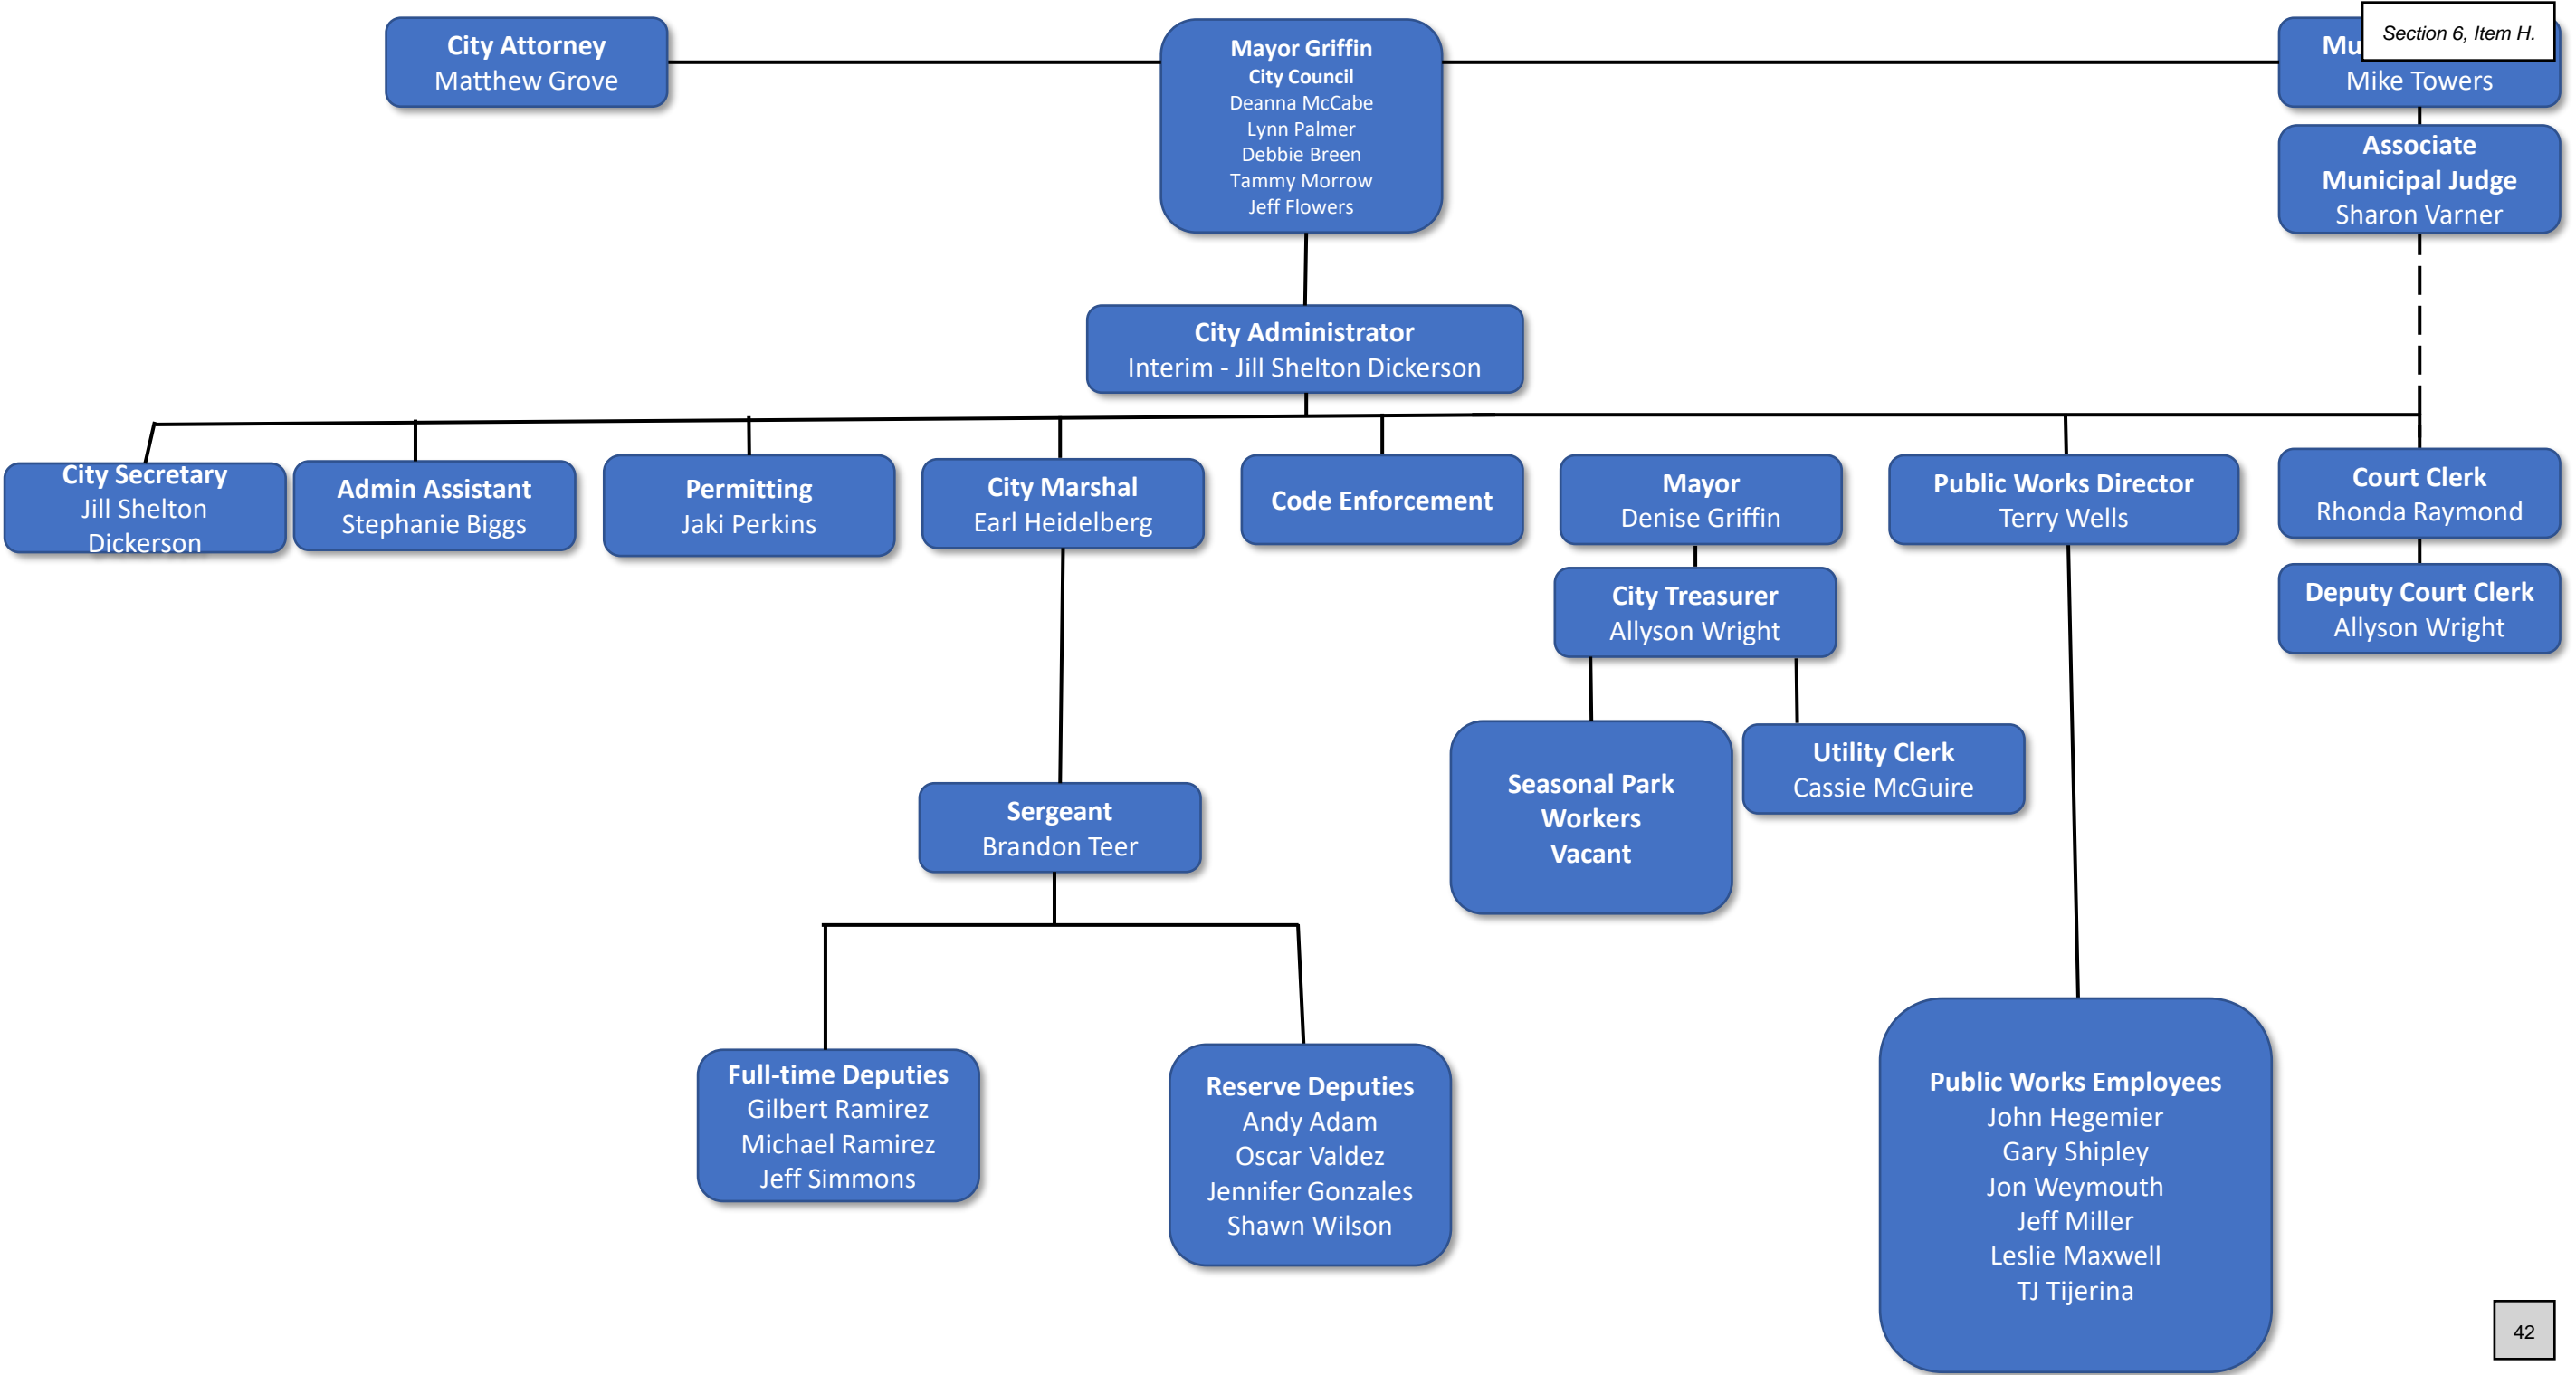 City Attorney
Matthew Grove
Mayor Griffin
City Council
Deanna McCabe
Lynn Palmer
Debbie Breen
Tammy Morrow
Jeff Flowers
Section 6, Item H.
Mike Towers
Associate
Municipal Judge
Sharon Varner
City Administrator
Interim - Jill Shelton Dickerson
City Secretary
Jill Shelton
Dickerson
Admin Assistant
Stephanie Biggs
Permitting
Jaki Perkins
City Marshal
Earl Heidelberg
Code Enforcement
Mayor
Denise Griffin
Public Works Director
Terry Wells
Court Clerk
Rhonda Raymond
City Treasurer
Allyson Wright
Deputy Court Clerk
Allyson Wright
Seasonal Park
Workers
Vacant
Utility Clerk
Cassie McGuire
Sergeant
Brandon Teer
Full-time Deputies
Gilbert Ramirez
Michael Ramirez
Jeff Simmons
Reserve Deputies
Andy Adam
Oscar Valdez
Jennifer Gonzales
Shawn Wilson
Public Works Employees
John Hegemier
Gary Shipley
Jon Weymouth
Jeff Miller
Leslie Maxwell
TJ Tijerina
42